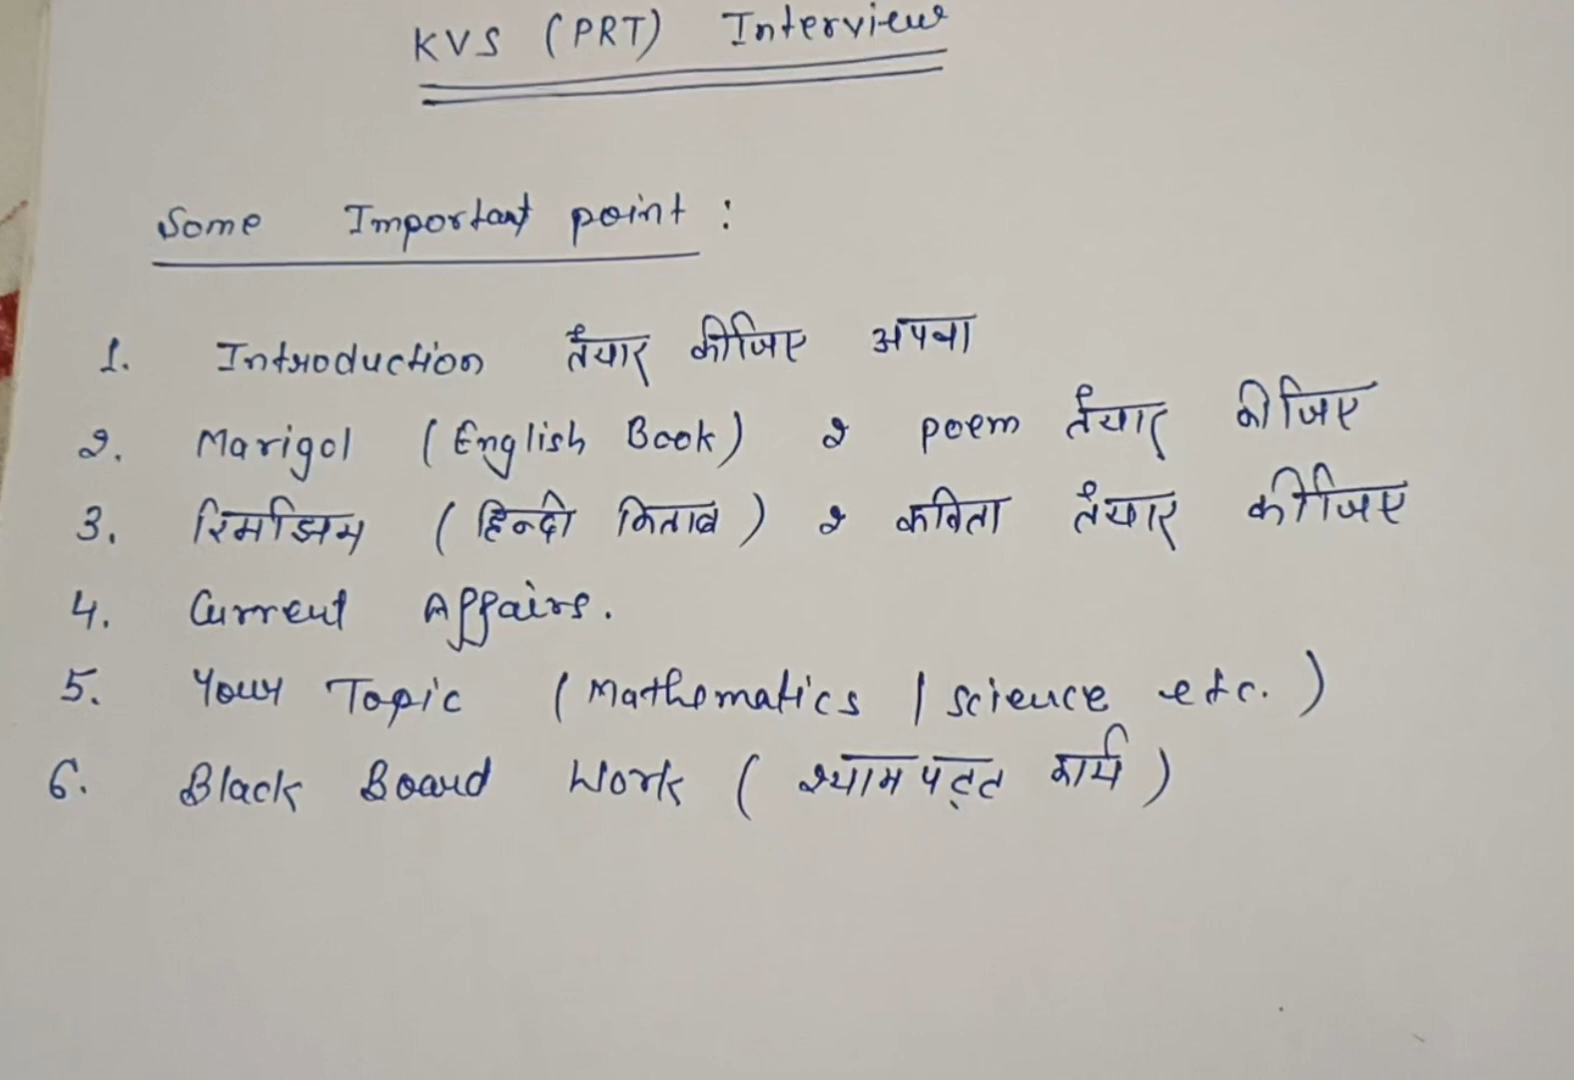 KVS (PRT) Interview
Some Important point :
1. Introduction तैयार कीजिए अपना
2. Marigol (English Book) 2 poem तैयार कीजिए
3. रिमझिम (हिन्दी किताब) 2 कविता तैयार कीजिए
4. Current Affairs.
5. Your Topic (Mathematics / science etc.)
6. Black Board Work (श्यामपट्ट कार्य)